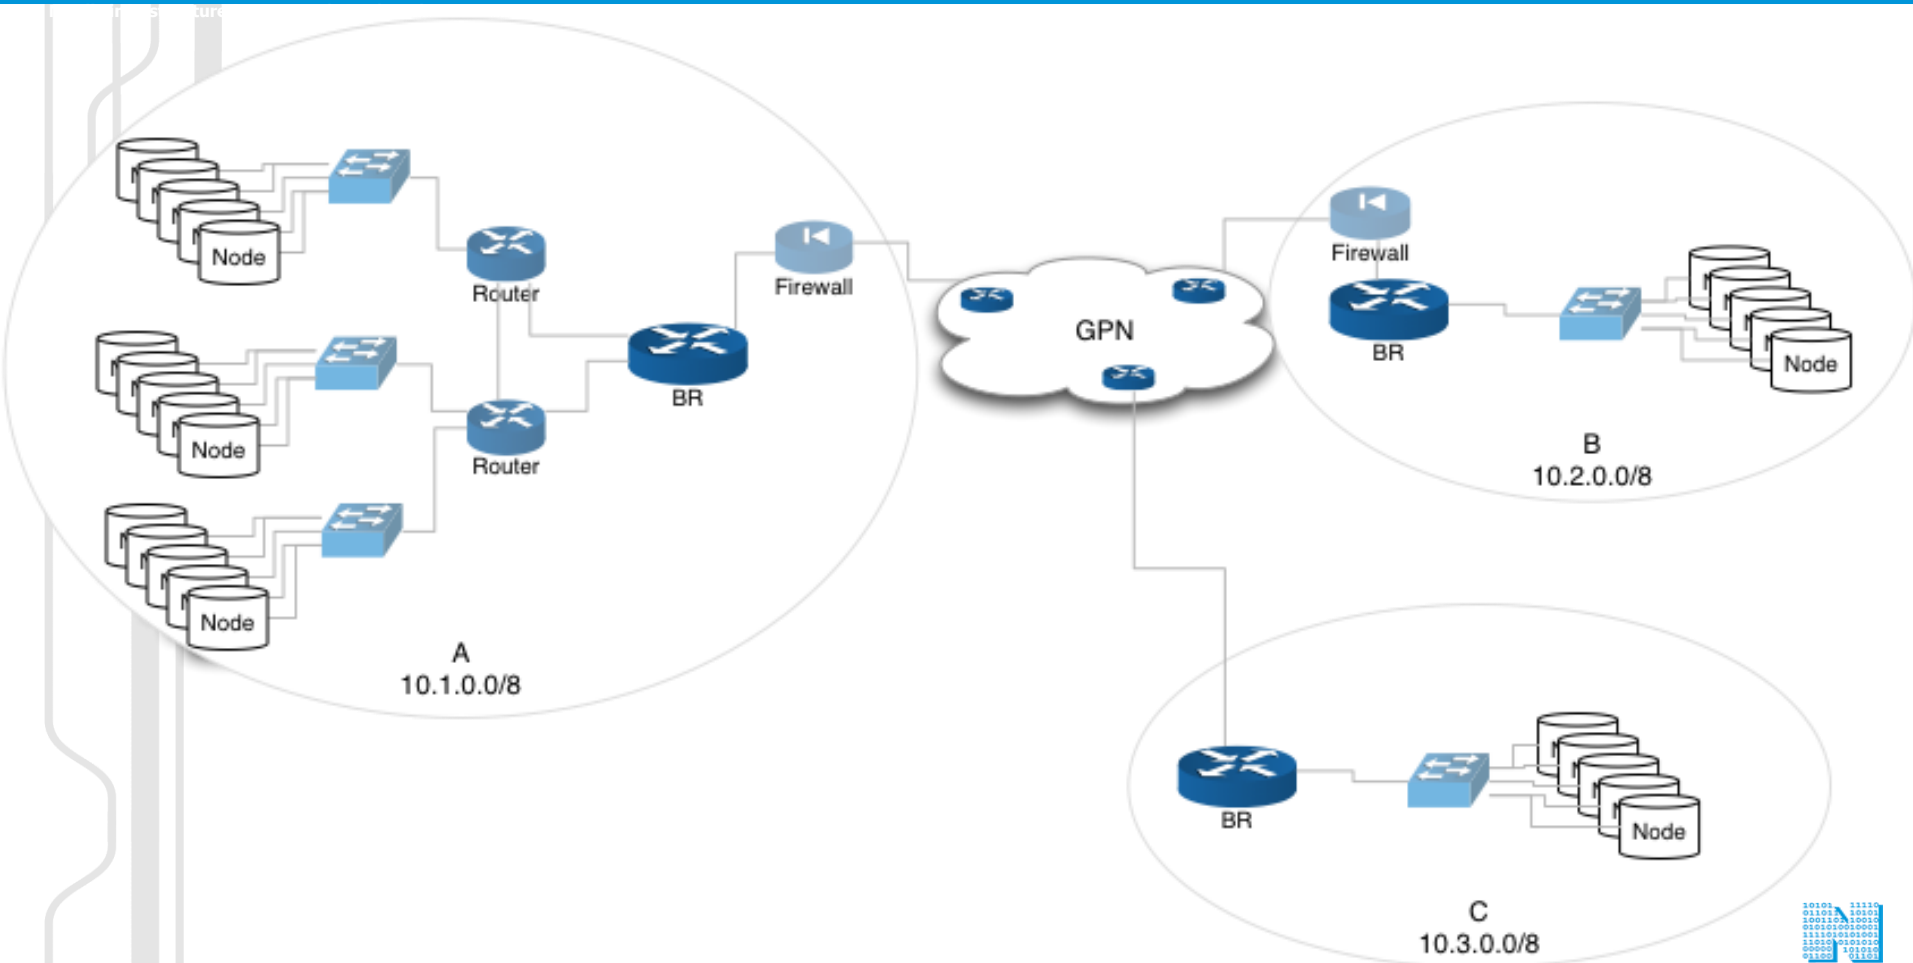 Node
Router
Firewall
BR
Node
Router
Node
A
10.1.0.0/8
GPN
Firewall
BR
Node
B
10.2.0.0/8
BR
Node
C
10.3.0.0/8